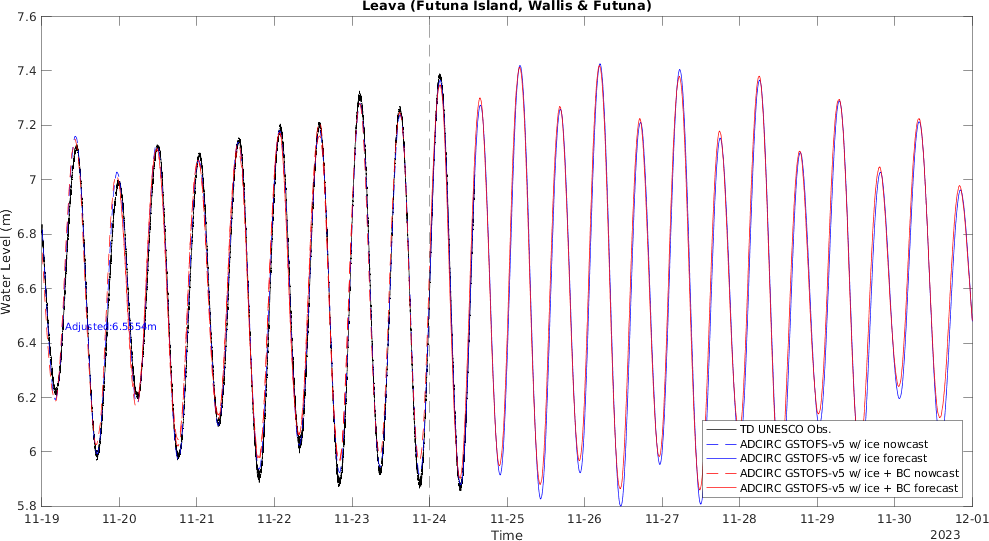 Leava (Futuna Island, Wallis & Futuna)
7.6
7.4
7.2
7
6.8
6.6
6.4
6.2
6
5.8
Water Level (m)
Adjusted:6.5554m
TD UNESCO Obs.
ADCIRC GSTOFS-v5 w/ ice nowcast
ADCIRC GSTOFS-v5 w/ ice forecast
ADCIRC GSTOFS-v5 w/ ice + BC nowcast
ADCIRC GSTOFS-v5 w/ ice + BC forecast
11-19 11-20 11-21 11-22 11-23 11-24 11-25 11-26 11-27 11-28 11-29 11-30 12-01
Time
2023